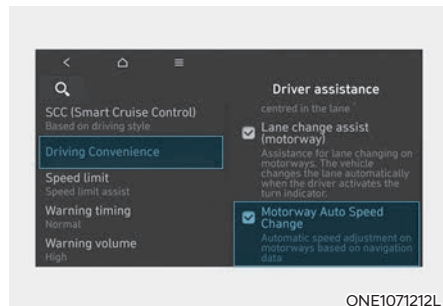 Driver assistance
SCC (Smart Cruise Control)
Based on driving style
Driving Convenience
Speed limit
Speed limit assist
Warning timing
Normal
Warning volume
High
centred in the lane
Lane change assist
(motorway)
Assistance for lane changing on
motorways. The vehicle
changes the lane automatically
when the driver activates the
turn indicator.
Motorway Auto Speed
Change
Automatic speed adjustment on
motorways based on navigation
data
ONE1071212L